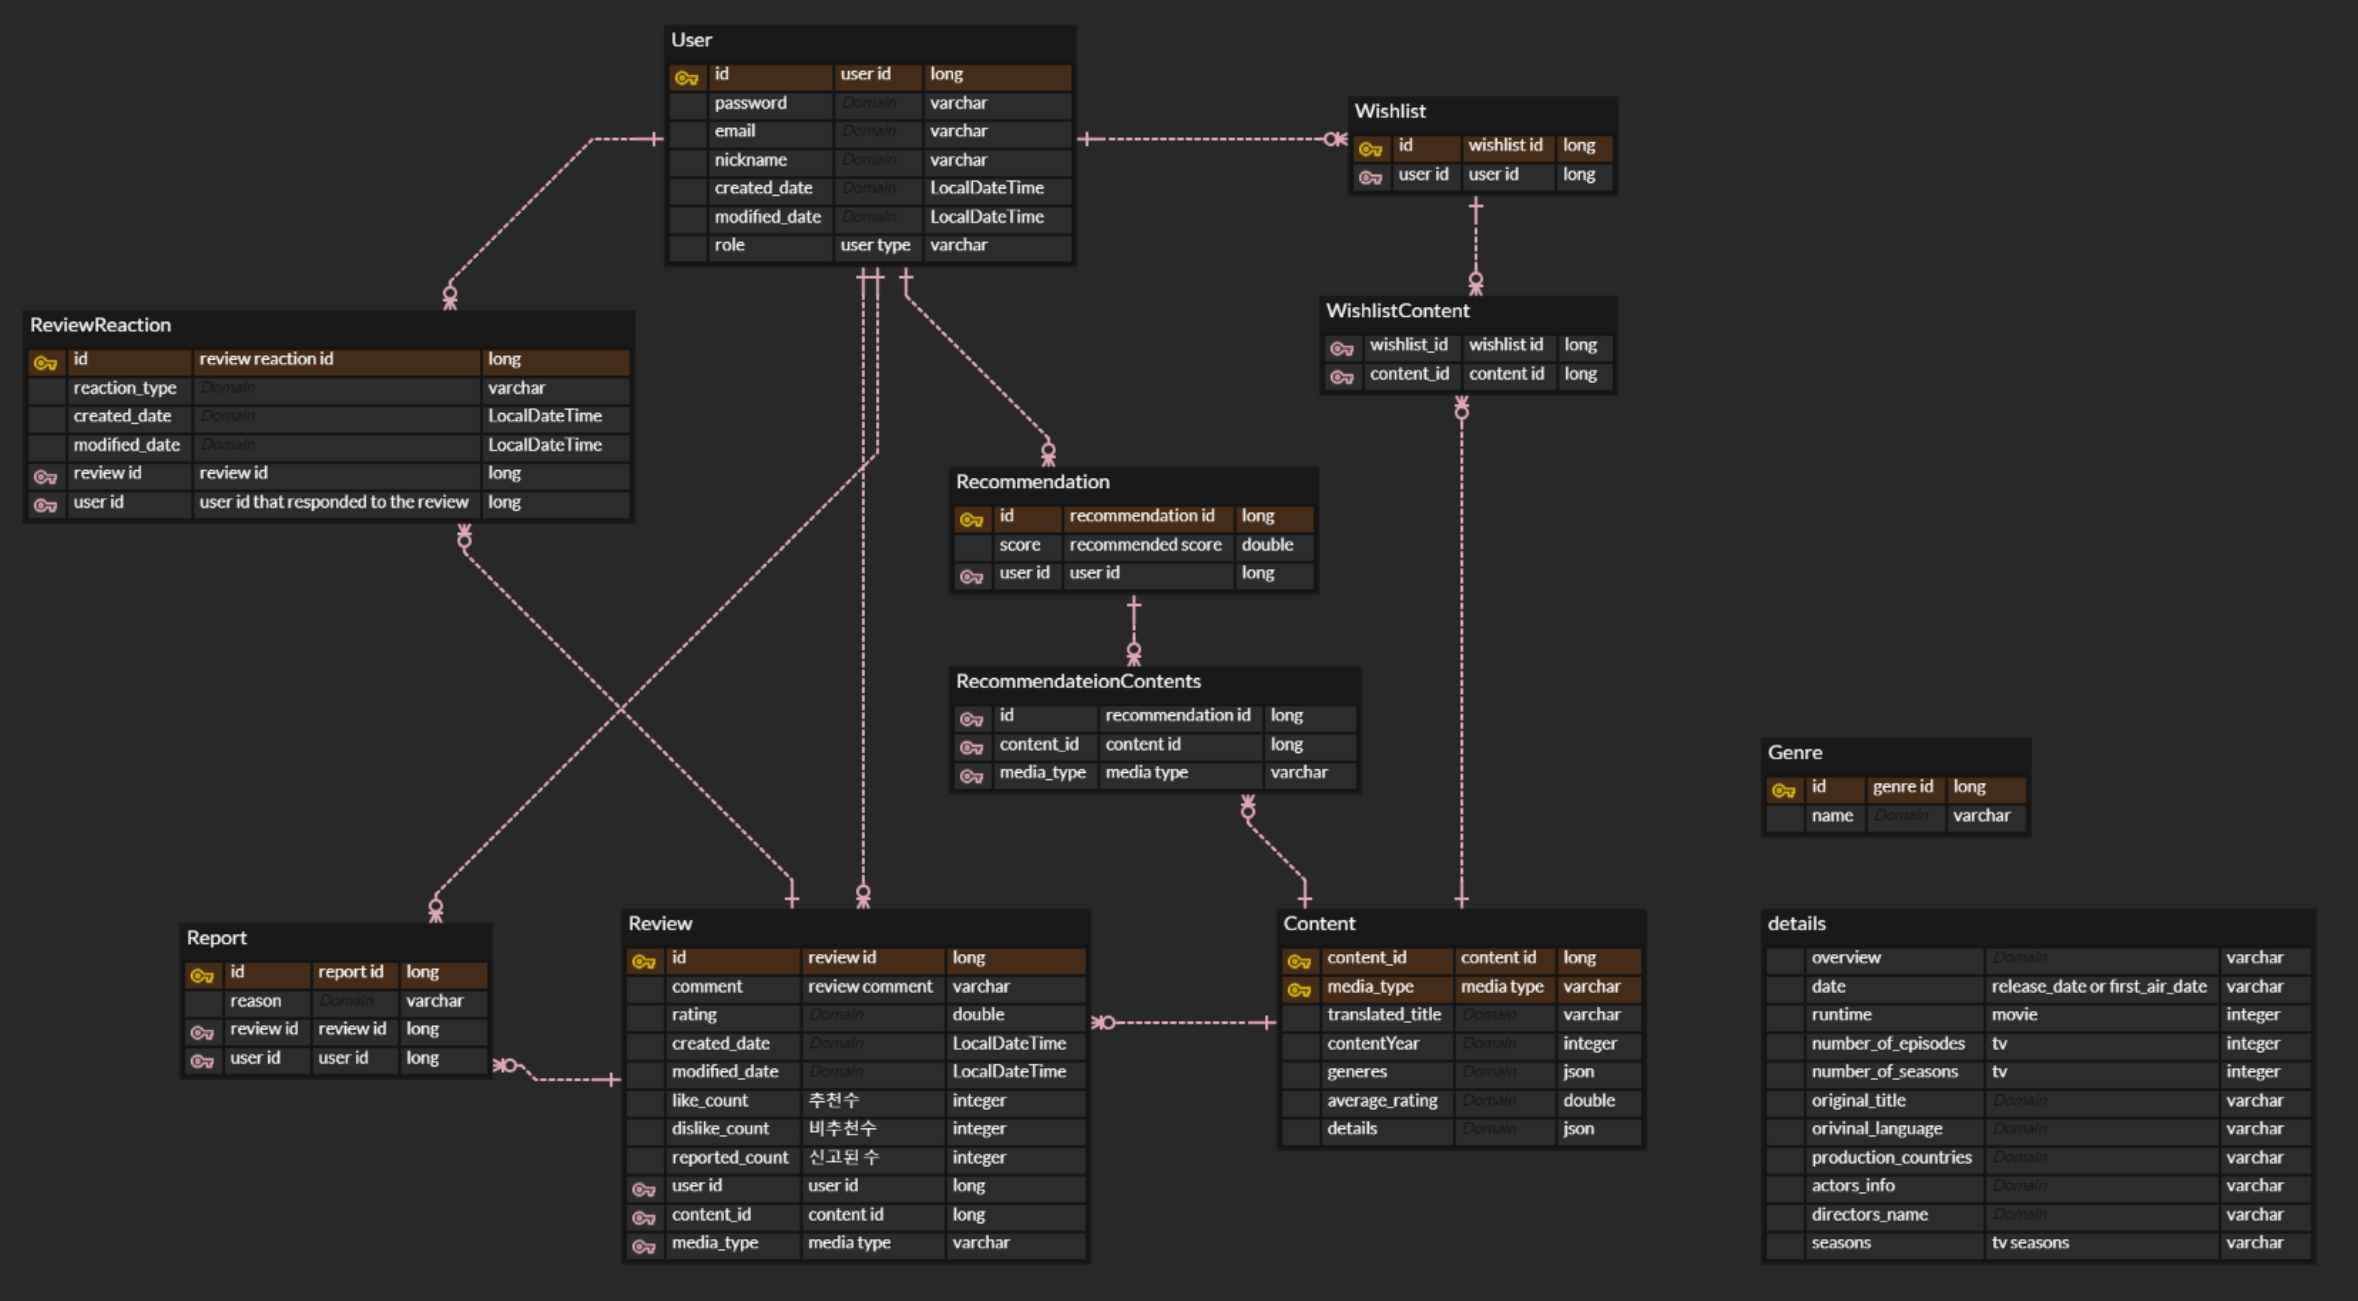 User
id user id long
password Domain varchar
email Domain varchar
nickname Domain varchar
created_date Domain LocalDateTime
modified_date Domain LocalDateTime
role user type varchar
Wishlist
id wishlist id long
user id user id long
ReviewReaction
id review reaction id long
reaction_type Domain varchar
created_date Domain LocalDateTime
modified_date Domain LocalDateTime
review id review id long
user id user id that responded to the review long
WishlistContent
wishlist_id wishlist id long
content_id content id long
Recommendation
id recommendation id long
score recommended score double
user id user id long
RecommendateionContents
id recommendation id long
content_id content id long
media_type media type varchar
Genre
id genre id long
name Domain varchar
Report
id report id long
reason Domain varchar
review id review id long
user id user id long
Review
id review id long
comment review comment varchar
rating Domain double
created_date Domain LocalDateTime
modified_date Domain LocalDateTime
like_count 추천수 integer
dislike_count 비추천수 integer
reported_count 신고된 수 integer
user id user id long
content_id content id long
media_type media type varchar
Content
content_id content id long
media_type media type varchar
translated_title Domain varchar
contentYear Domain integer
generes Domain json
average_rating Domain double
details Domain json
details
overview Domain varchar
date release_date or first_air_date varchar
runtime movie integer
number_of_episodes tv integer
number_of_seasons tv integer
original_title Domain varchar
orivinal_language Domain varchar
production_countries Domain varchar
actors_info Domain varchar
directors_name Domain varchar
seasons tv seasons varchar